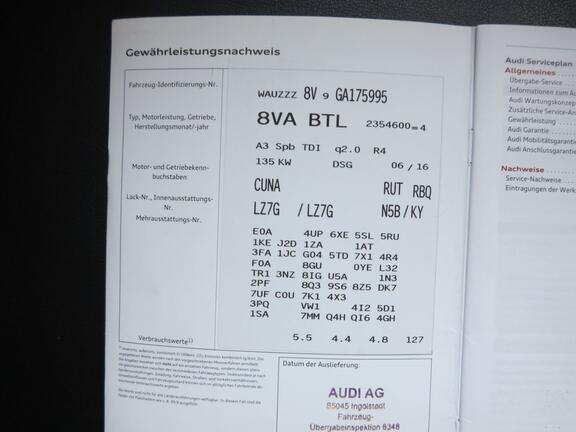 Gewährleistungsnachweis
Fahrzeug-Identifizierungs-Nr.
WAUZZZ 8V 9 GA175995
Typ, Motorleistung, Getriebe,
Herstellungsmonat/-jahr
8VA BTL 2354600=4
A3 Spb TDI q2.0 R4
135 KW DSG 06/16
Motor- und Getriebekenn-
buchstaben
CUNA RUT RBQ
Lack-Nr., Innenausstattungs-
Nr.
LZ7G / LZ7G N5B/KY
Mehrausstattungs-Nr.
E0A 4UP 6XE 5SL 5RU
1KE J2D 1ZA 1AT
3FA 1JC G04 5TD 7X1 4R4
F0A 8GU 0YE L32
TR1 3NZ 8IG U5A 1N3
2PF 8Q3 9S6 8Z5 DK7
7UF C0U 7K1 4X3
3PQ VW1 4I2 5D1
1SA 7MM Q4H QI6 4GH
Verbrauchswerte1) 5.5 4.4 4.8 127
Datum der Auslieferung:
AUDI AG
85045 Ingolstadt
Fahrzeug-
Übergabeinspektion 6348
Audi Serviceplan
Allgemeines
Übergabe-Service
Informationen zum
Audi Wartungskonzep
Zusätzliche Service-An
Gewährleistung
Audi Garantie
Audi Mobilitätsgarantie
Audi Anschlussgarantie
Nachweise
Service-Nachweise
Eintragungen der Werk